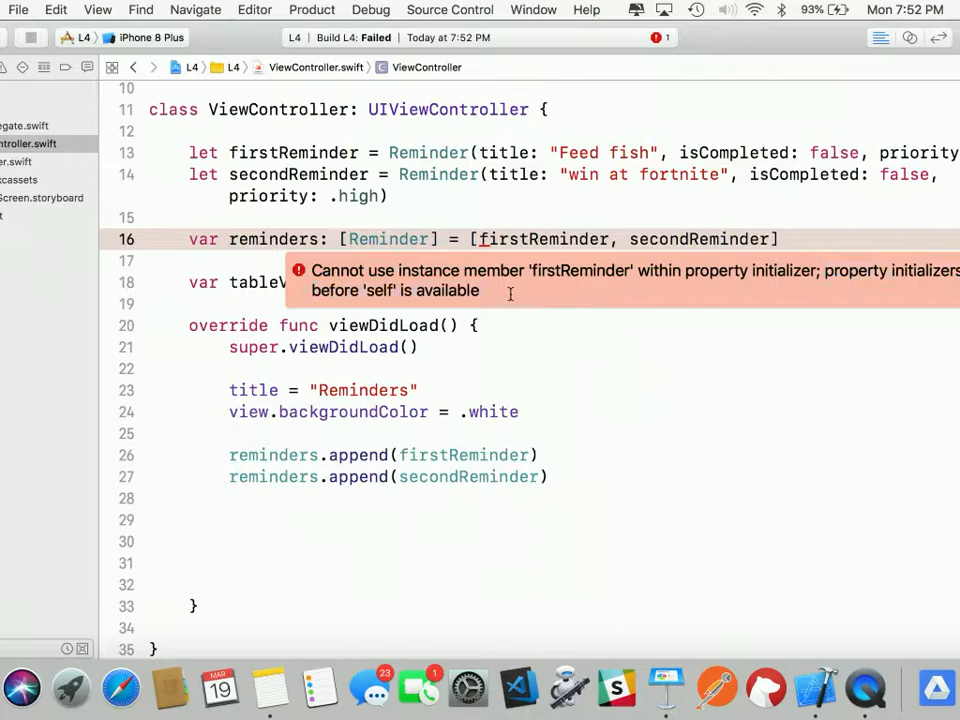 File Edit View Find Navigate Editor Product Debug Source Control Window Help 93% Mon 7:52 PM
L4 iPhone 8 Plus L4 | Build L4: Failed | Today at 7:52 PM 1
L4 L4 ViewController.swift C ViewController
10
11 class ViewController: UIViewController {
12
egate.swift
ntroller.swift
er.swift
xcassets
Screen.storyboard
t
13 let firstReminder = Reminder(title: "Feed fish", isCompleted: false, priority
14 let secondReminder = Reminder(title: "win at fortnite", isCompleted: false,
priority: .high)
15
16 var reminders: [Reminder] = [firstReminder, secondReminder]
17 Cannot use instance member 'firstReminder' within property initializer; property initializers
18 var tableV before 'self' is available
19
20 override func viewDidLoad() {
21 super.viewDidLoad()
22
23 title = "Reminders"
24 view.backgroundColor = .white
25
26 reminders.append(firstReminder)
27 reminders.append(secondReminder)
28
29
30
31
32
33 }
34
35 }
MAR
19
23
1